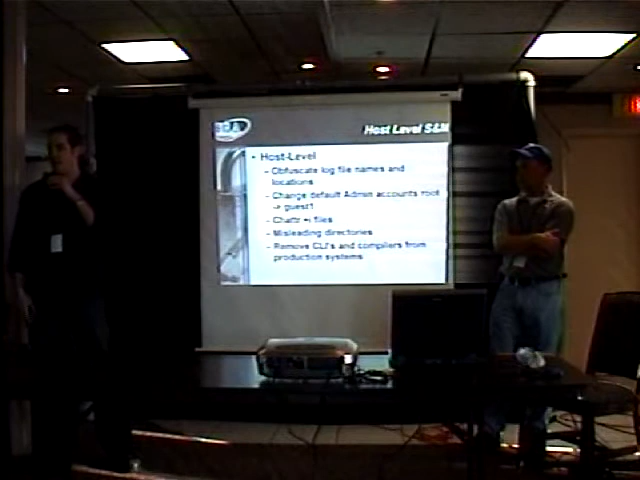 Host Level S&M
• Host-Level
– Obfuscate log file names and
locations
– Change default Admin accounts root
-> guest1
– Chattr +i files
– Misleading directories
– Remove CLI's and compilers from
production systems